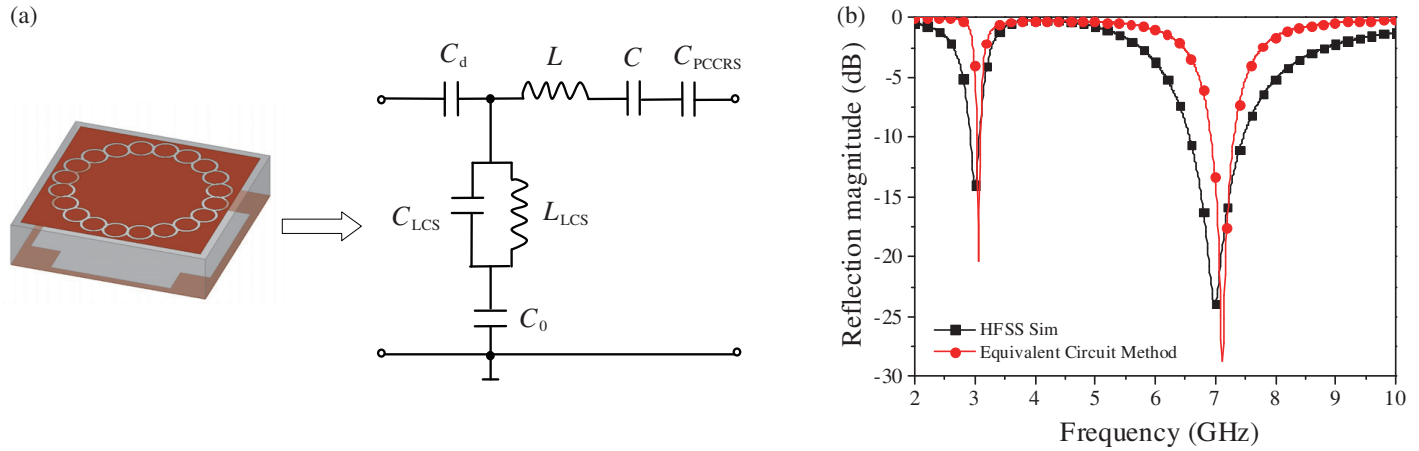 (a)
C_d
L
C
C_PCCRS
C_LCS
L_LCS
C_0
(b)
Reflection magnitude (dB)
0
-5
-10
-15
-20
-25
-30
HFSS Sim
Equivalent Circuit Method
2 3 4 5 6 7 8 9 10
Frequency (GHz)